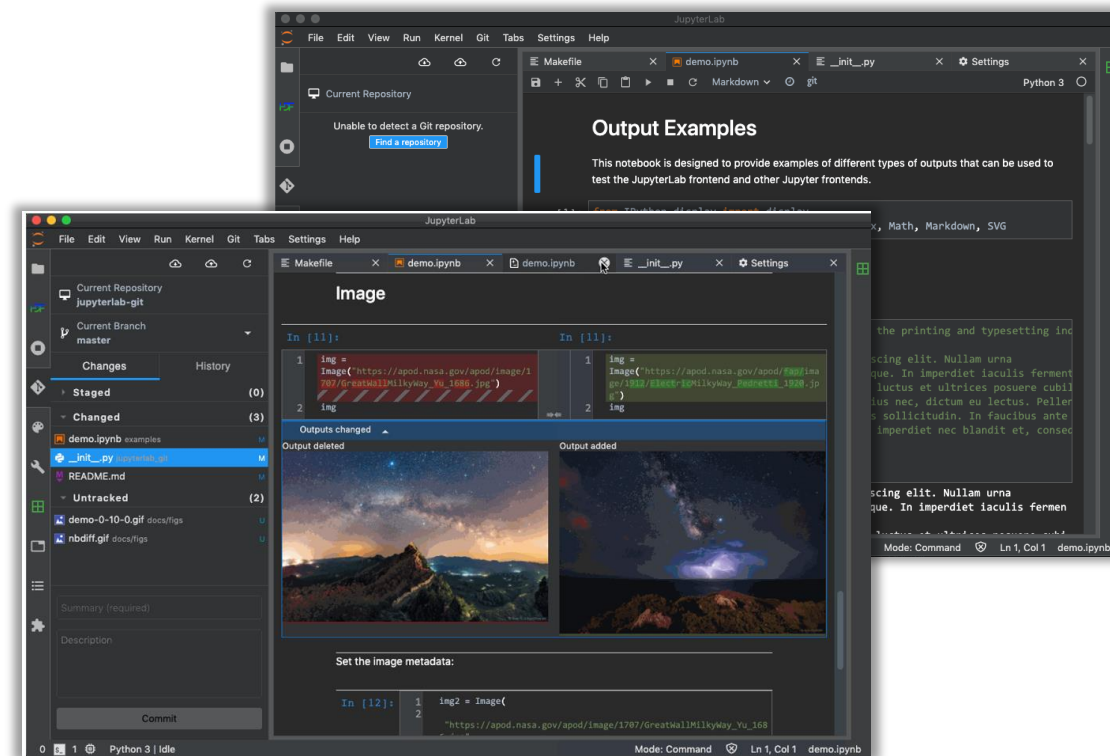 JupyterLab
File Edit View Run Kernel Git Tabs Settings Help
Makefile demo.ipynb __init__.py Settings
Markdown git Python 3
Current Repository
Unable to detect a Git repository.
Find a repository
Output Examples
This notebook is designed to provide examples of different types of outputs that can be used to
test the JupyterLab frontend and other Jupyter frontends.
from IPython.display import display
x, Math, Markdown, SVG
the printing and typesetting ind
scing elit. Nullam urna
que. In imperdiet iaculis ferment
luctus et ultrices posuere cubil
ius nec, dictum eu lectus. Peller
s sollicitudin. In faucibus ante
imperdiet nec blandit et, consec
scing elit. Nullam urna
que. In imperdiet iaculis fermen
Mode: Command Ln 1, Col 1 demo.ipynb
JupyterLab
File Edit View Run Kernel Git Tabs Settings Help
Makefile demo.ipynb demo.ipynb __init__.py Settings
Current Repository
jupyterlab-git
Current Branch
master
Changes History
Staged (0)
Changed (3)
demo.ipynb examples M
__init__.py jupyterlab_git M
README.md M
Untracked (2)
demo-0-10-0.gif docs/figs U
nbdiff.gif docs/figs U
Summary (required)
Description
Commit
Image
In [11]: In [11]:
1 img =
Image("https://apod.nasa.gov/apod/image/1
707/GreatWallMilkyWay_Yu_1686.jpg")
2 img
1 img =
Image("https://apod.nasa.gov/apod/fap/ima
ge/1912/ElectricMilkyWay_Pedretti_1920.jp
g")
2 img
Outputs changed
Output deleted Output added
Set the image metadata:
In [12]: 1 img2 = Image(
2
"https://apod.nasa.gov/apod/image/1707/GreatWallMilkyWay_Yu_168
0 1 Python 3 | Idle Mode: Command Ln 1, Col 1 demo.ipynb